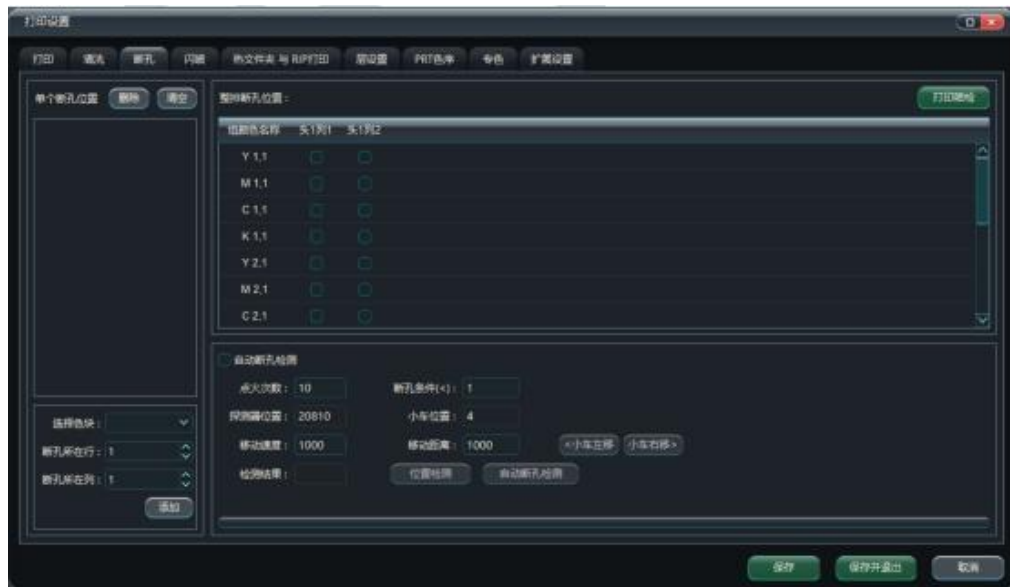 打印设置
打印 清洗 断孔 闪喷 热文件夹 与 RIP打印 层设置 PRT色序 专色 扩展设置
单个断孔位置 删除 清空
整排断孔位置：
打印喷检
组颜色名称 头1列1 头1列2
Y 1,1
M 1,1
C 1,1
K 1,1
Y 2,1
M 2,1
C 2,1
选择色块：
断孔所在行： 1
断孔所在列： 1
添加
自动断孔检测
点火次数： 10 断孔条件(<)： 1
探测器位置： 20810 小车位置： 4
移动速度： 1000 移动距离： 1000 <小车左移 小车右移>
检测结果： 位置检测 自动断孔检测
保存 保存并退出 取消